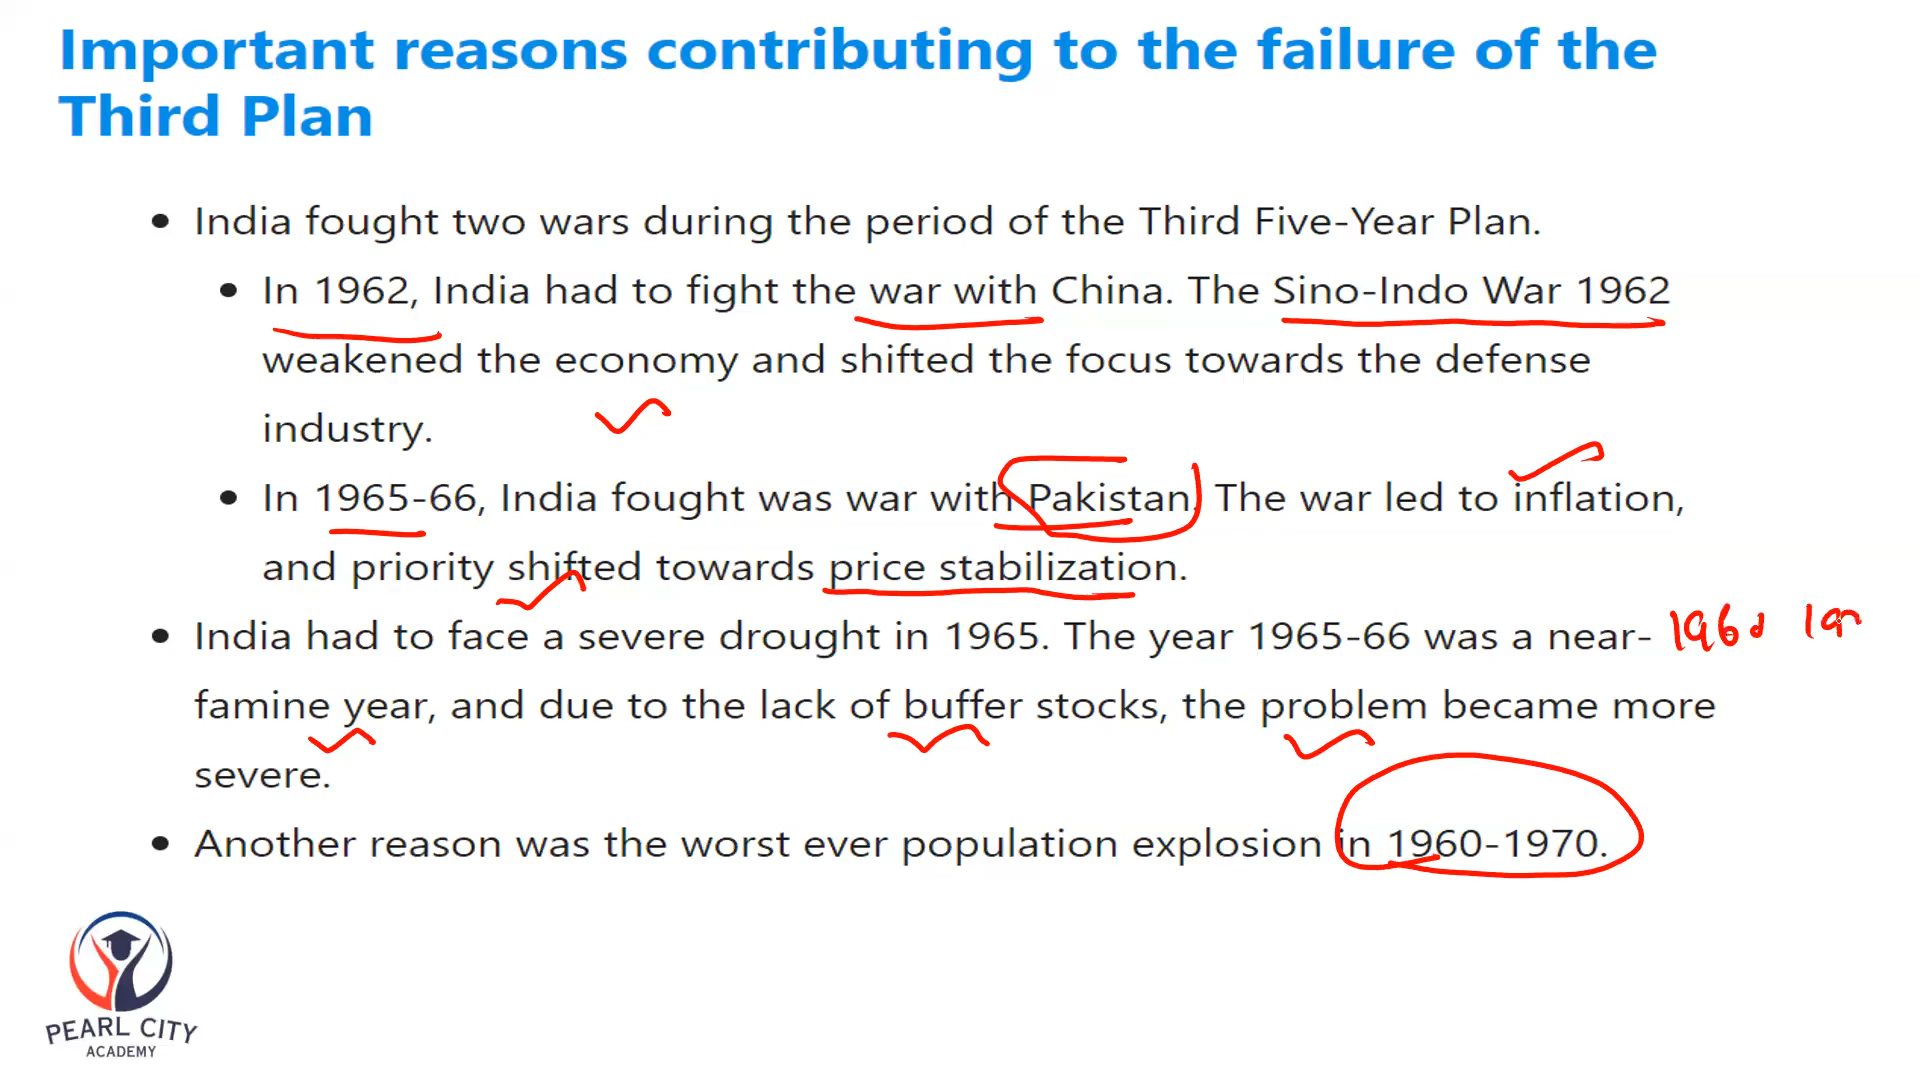 Important reasons contributing to the failure of the
Third Plan
India fought two wars during the period of the Third Five-Year Plan.
In 1962, India had to fight the war with China. The Sino-Indo War 1962
weakened the economy and shifted the focus towards the defense
industry.
In 1965-66, India fought was war with Pakistan. The war led to inflation,
and priority shifted towards price stabilization.
India had to face a severe drought in 1965. The year 1965-66 was a near-
famine year, and due to the lack of buffer stocks, the problem became more
severe.
Another reason was the worst ever population explosion in 1960-1970.
PEARL CITY
ACADEMY